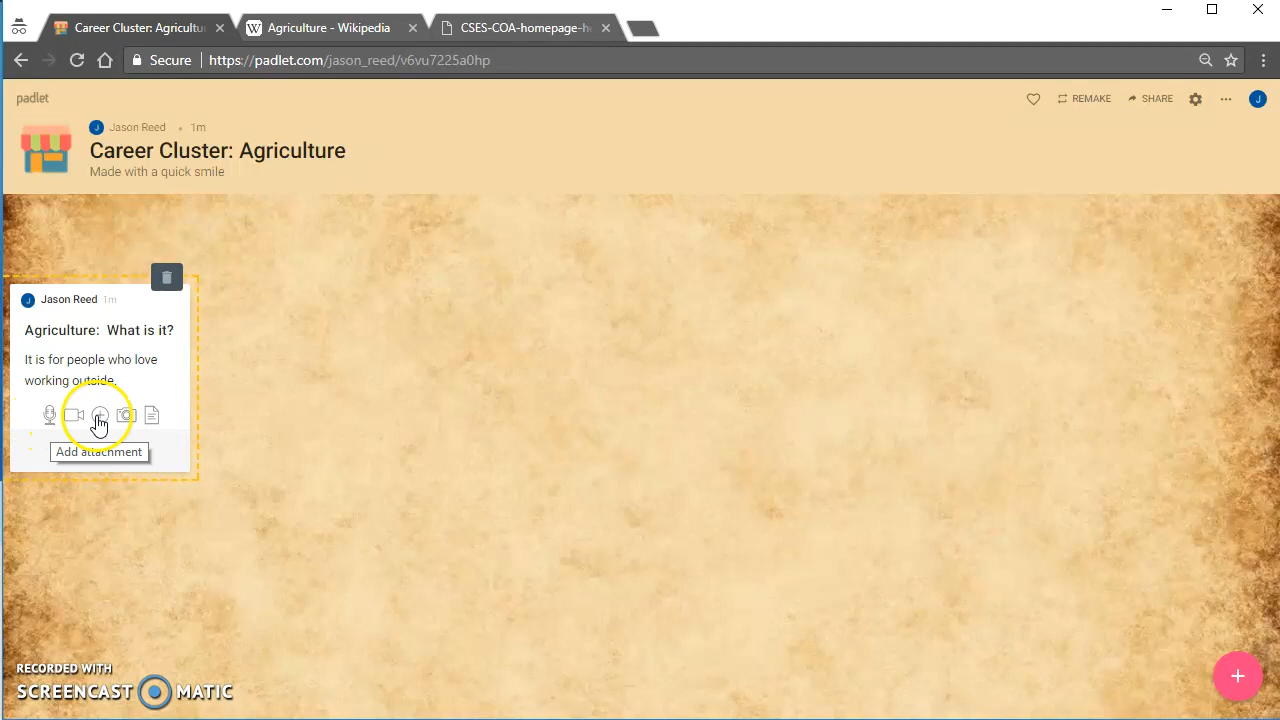 Career Cluster: Agricultu
Agriculture - Wikipedia
CSES-COA-homepage-he
Secure https://padlet.com/jason_reed/v6vu7225a0hp
padlet
REMAKE
SHARE
J
J Jason Reed • 1m
Career Cluster: Agriculture
Made with a quick smile
J Jason Reed 1m
Agriculture: What is it?
It is for people who love
working outside.
Add attachment
RECORDED WITH
SCREENCAST MATIC